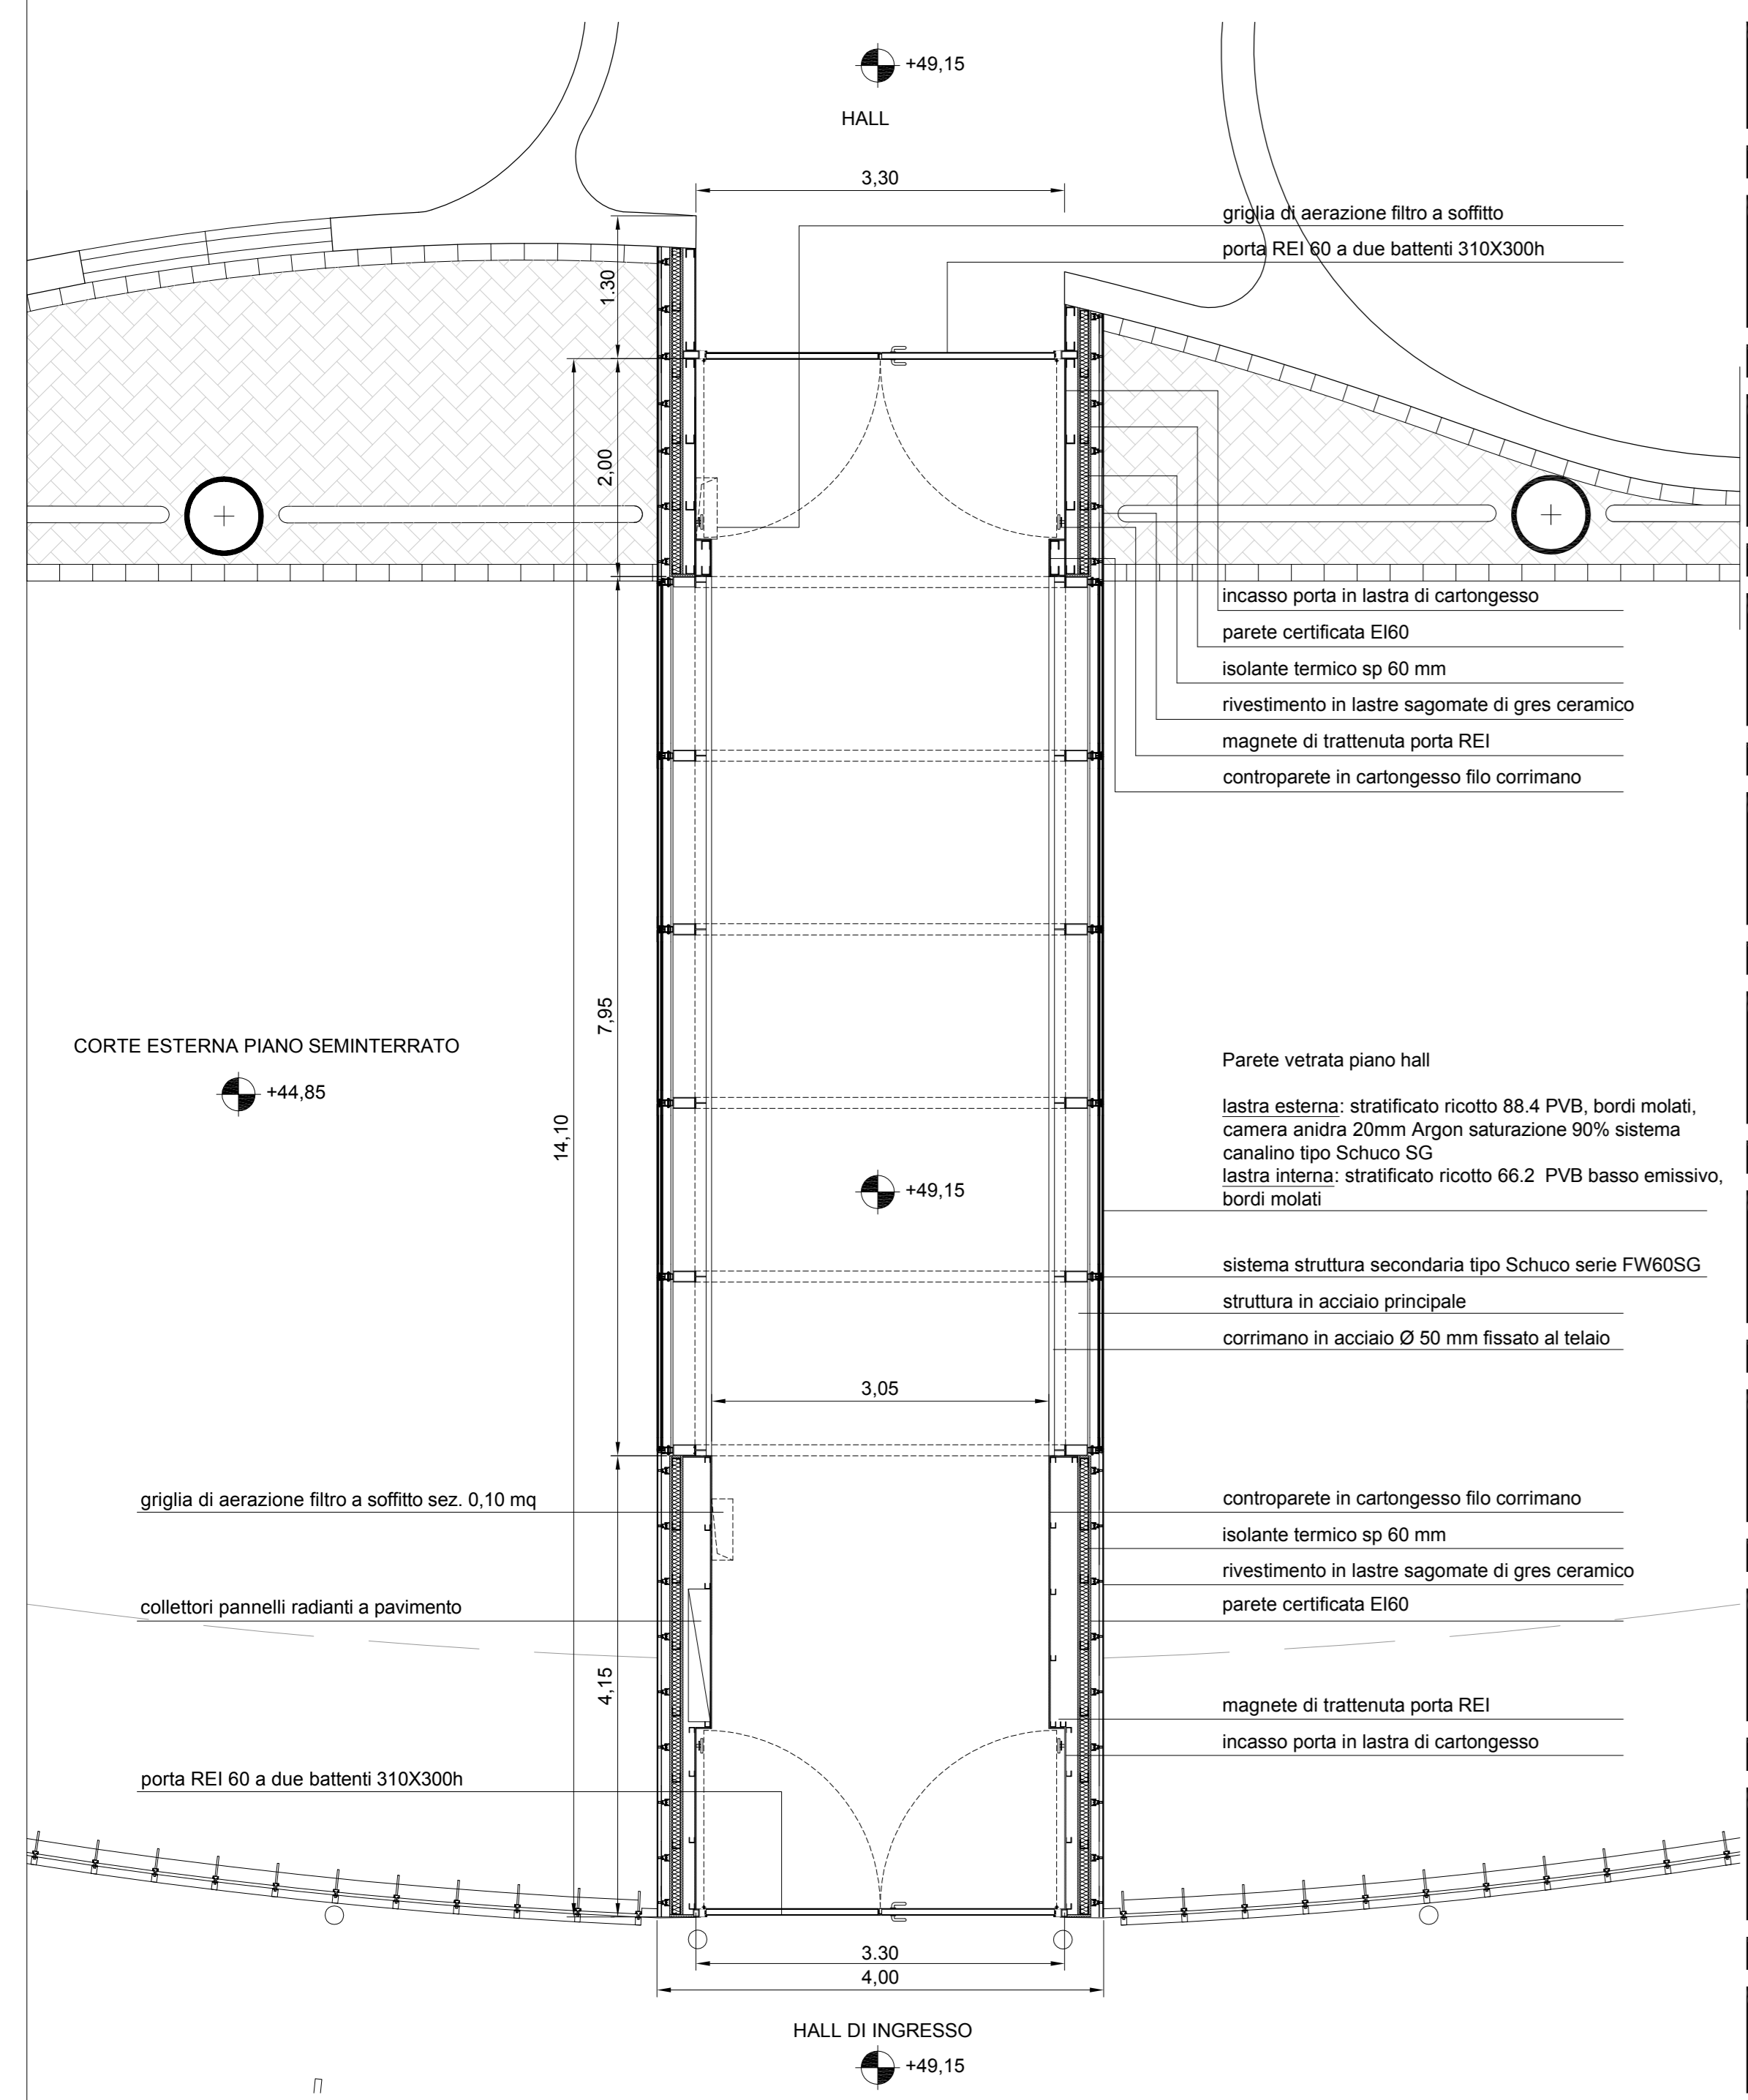 +49,15
HALL
3,30
griglia di aerazione filtro a soffitto
porta REI 60 a due battenti 310X300h
1.30
2,00
incasso porta in lastra di cartongesso
parete certificata EI60
isolante termico sp 60 mm
rivestimento in lastre sagomate di gres ceramico
magnete di trattenuta porta REI
controparete in cartongesso filo corrimano
7,95
CORTE ESTERNA PIANO SEMINTERRATO
+44,85
14,10
+49,15
Parete vetrata piano hall
lastra esterna: stratificato ricotto 88.4 PVB, bordi molati,
camera anidra 20mm Argon saturazione 90% sistema
canalino tipo Schuco SG
lastra interna: stratificato ricotto 66.2 PVB basso emissivo,
bordi molati
sistema struttura secondaria tipo Schuco serie FW60SG
struttura in acciaio principale
corrimano in acciaio Ø 50 mm fissato al telaio
3,05
griglia di aerazione filtro a soffitto sez. 0,10 mq
controparete in cartongesso filo corrimano
isolante termico sp 60 mm
rivestimento in lastre sagomate di gres ceramico
collettori pannelli radianti a pavimento
parete certificata EI60
4,15
magnete di trattenuta porta REI
incasso porta in lastra di cartongesso
porta REI 60 a due battenti 310X300h
3.30
4,00
HALL DI INGRESSO
+49,15